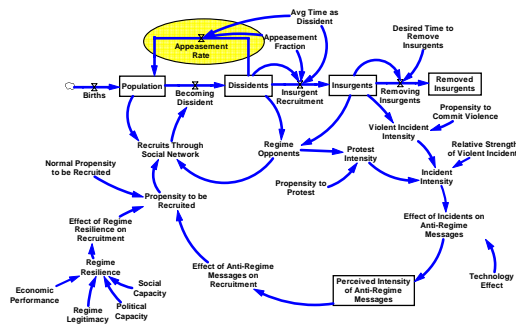 Avg Time as
Dissident
Appeasement
Fraction
Desired Time to
Remove
Insurgents
Appeasement
Rate
Births
Population
Becoming
Dissident
Dissidents
Insurgent
Recruitment
Insurgents
Removing
Insurgents
Removed
Insurgents
Propensity to
Commit Violence
Violent Incident
Intensity
Recruits Through
Social Network
Regime
Opponents
Protest
Intensity
Relative Strength
of Violent Incident
Incident
Intensity
Normal Propensity
to be Recruited
Propensity to
be Recruited
Propensity to
Protest
Effect of Regime
Resilience on
Recruitment
Effect of Incidents on
Anti-Regime
Messages
Regime
Resilience
Effect of Anti-Regime
Messages on
Recruitment
Technology
Effect
Economic
Performance
Social
Capacity
Political
Capacity
Regime
Legitimacy
Perceived Intensity
of Anti-Regime
Messages